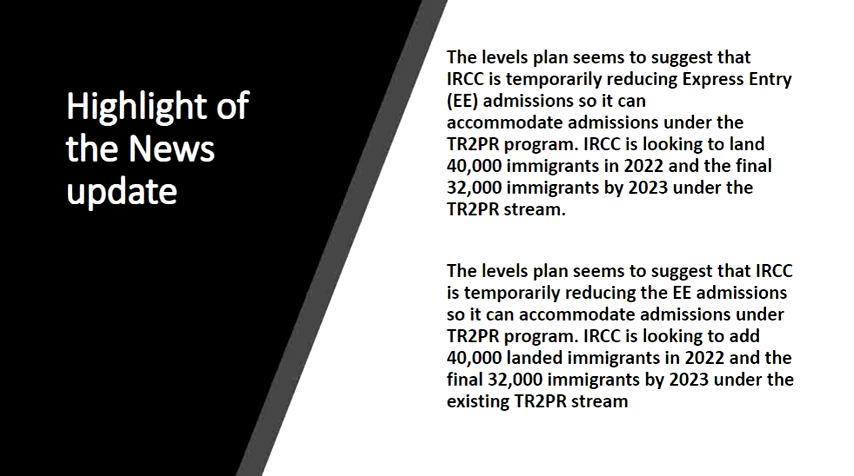 Highlight of
the News
update
The levels plan seems to suggest that
IRCC is temporarily reducing Express Entry
(EE) admissions so it can
accommodate admissions under the
TR2PR program. IRCC is looking to land
40,000 immigrants in 2022 and the final
32,000 immigrants by 2023 under the
TR2PR stream.
The levels plan seems to suggest that IRCC
is temporarily reducing the EE admissions
so it can accommodate admissions under
TR2PR program. IRCC is looking to add
40,000 landed immigrants in 2022 and the
final 32,000 immigrants by 2023 under the
existing TR2PR stream